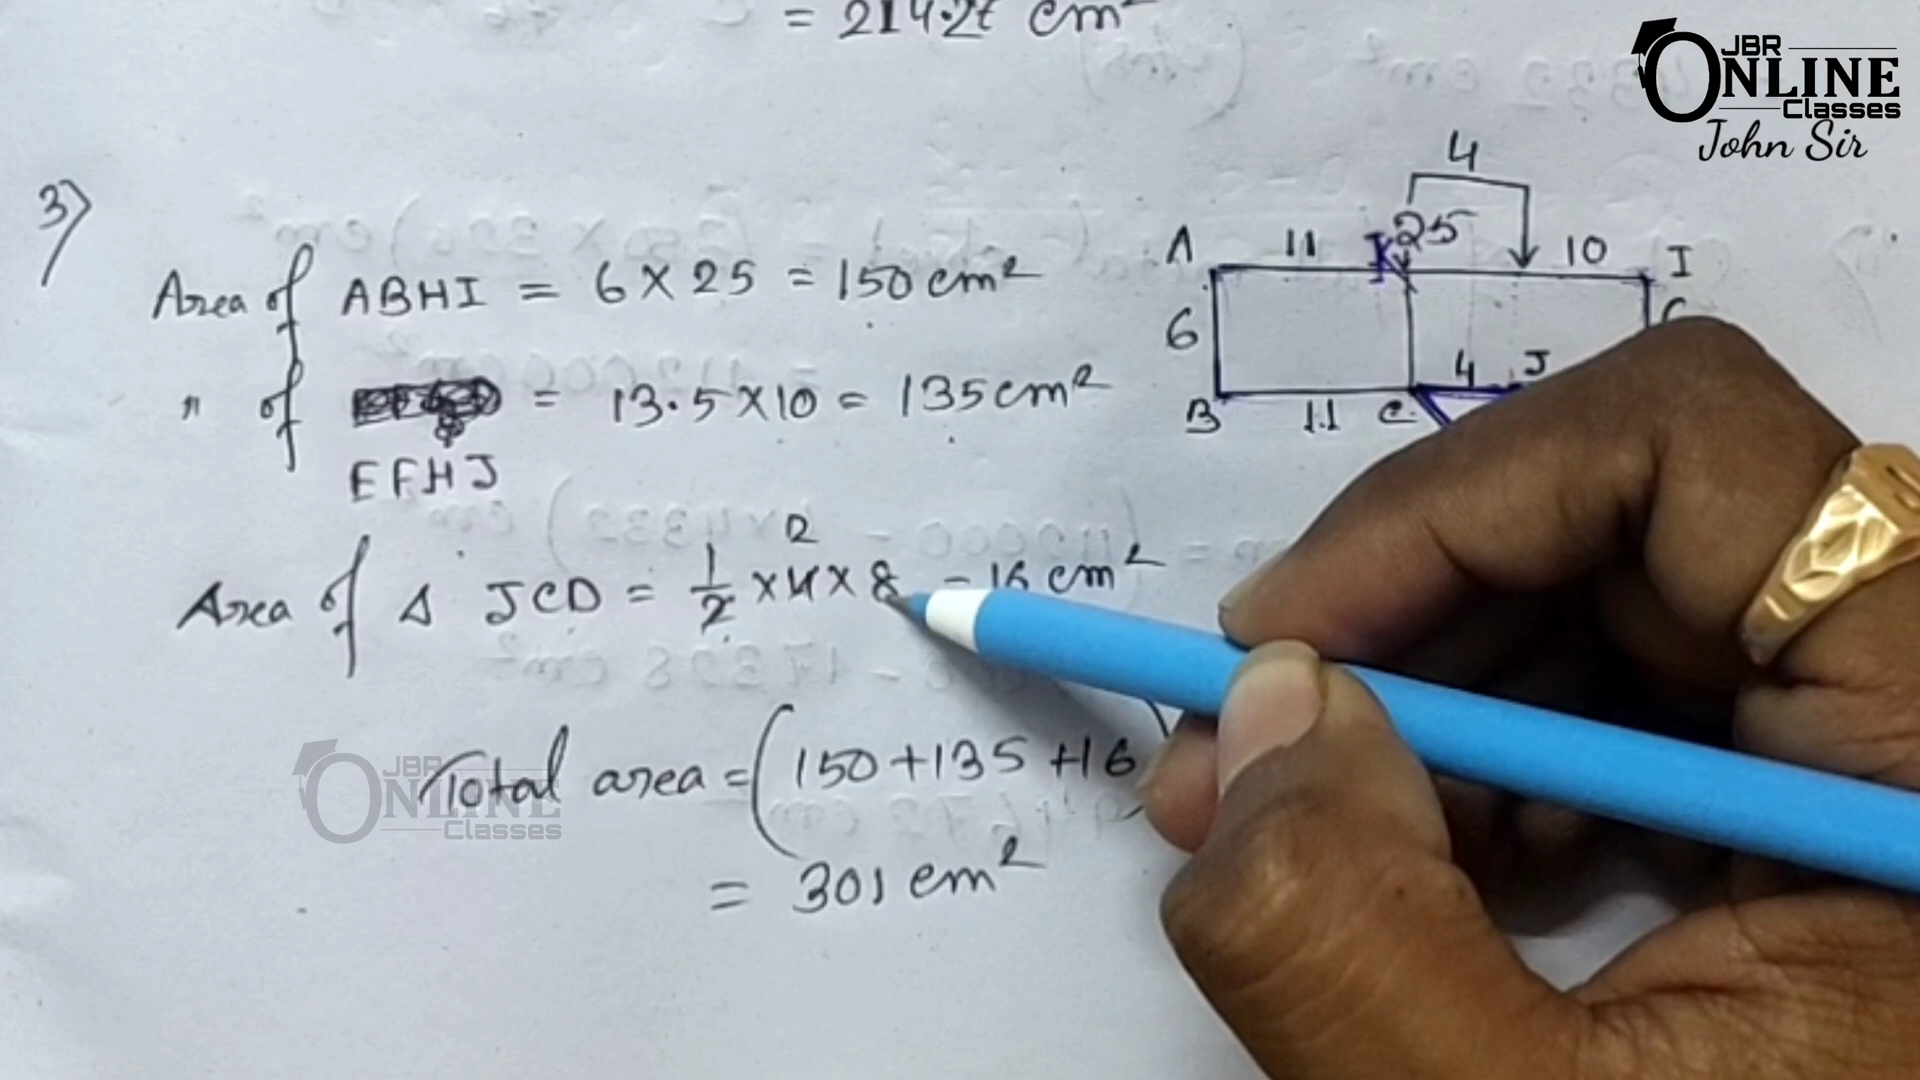 = 214.27 cm²
JBR
ONLINE
Classes
John Sir
3)
Area of ABHI = 6 × 25 = 150 cm²
" of = 13.5 × 10 = 135 cm²
EFHJ
2
Area of Δ JCD = 1/2 × 4 × 8 = 16 cm²
Total area = (150 + 135 + 16)
= 301 cm²
4
A 11 K 25 10 I
6
4 J
B 11 C
JBR
ONLINE
Classes